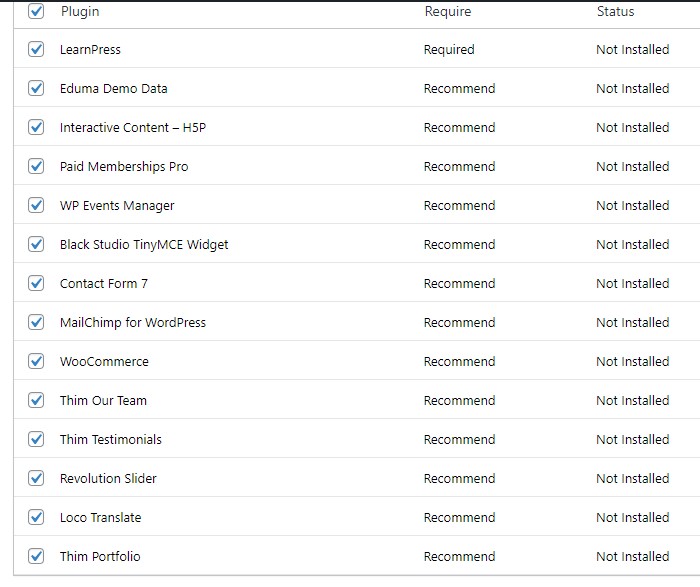 Plugin Require Status
LearnPress Required Not Installed
Eduma Demo Data Recommend Not Installed
Interactive Content – H5P Recommend Not Installed
Paid Memberships Pro Recommend Not Installed
WP Events Manager Recommend Not Installed
Black Studio TinyMCE Widget Recommend Not Installed
Contact Form 7 Recommend Not Installed
MailChimp for WordPress Recommend Not Installed
WooCommerce Recommend Not Installed
Thim Our Team Recommend Not Installed
Thim Testimonials Recommend Not Installed
Revolution Slider Recommend Not Installed
Loco Translate Recommend Not Installed
Thim Portfolio Recommend Not Installed